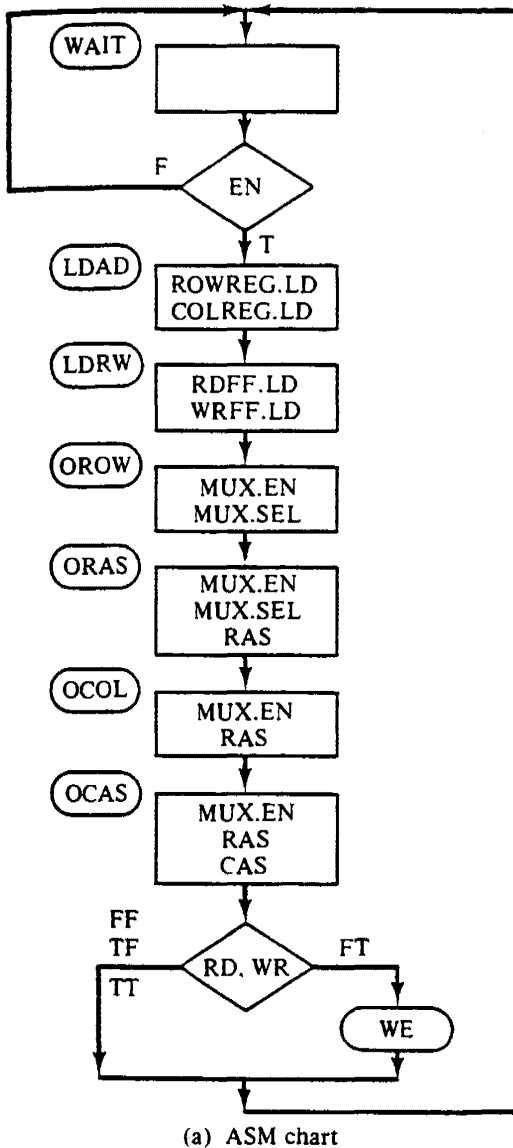 WAIT
F
EN
T
LDAD
ROWREG.LD
COLREG.LD
LDRW
RDFF.LD
WRFF.LD
OROW
MUX.EN
MUX.SEL
ORAS
MUX.EN
MUX.SEL
RAS
OCOL
MUX.EN
RAS
OCAS
MUX.EN
RAS
CAS
FF
TF
TT
RD, WR
FT
WE
(a) ASM chart